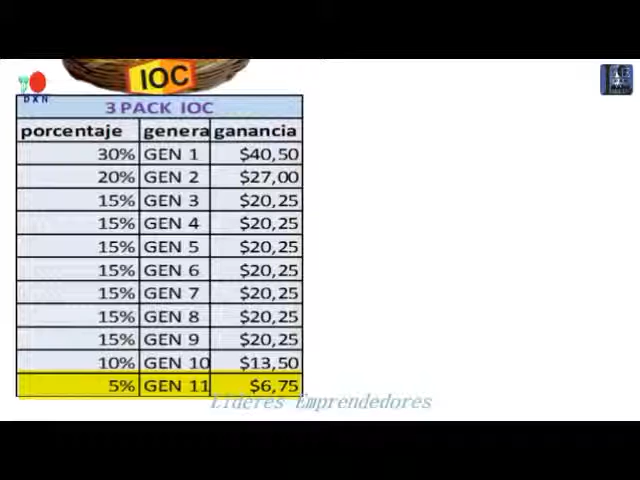 IOC
DXN
3 PACK IOC
porcentaje genera ganancia
30% GEN 1 $40,50
20% GEN 2 $27,00
15% GEN 3 $20,25
15% GEN 4 $20,25
15% GEN 5 $20,25
15% GEN 6 $20,25
15% GEN 7 $20,25
15% GEN 8 $20,25
15% GEN 9 $20,25
10% GEN 10 $13,50
5% GEN 11 $6,75
Líderes Emprendedores